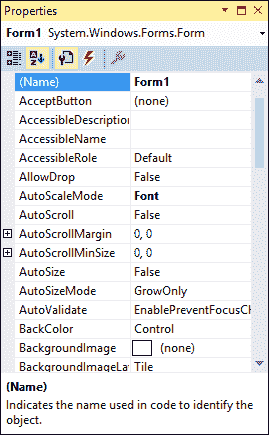 Properties
Form1 System.Windows.Forms.Form
(Name) Form1
AcceptButton (none)
AccessibleDescription
AccessibleName
AccessibleRole Default
AllowDrop False
AutoScaleMode Font
AutoScroll False
AutoScrollMargin 0, 0
AutoScrollMinSize 0, 0
AutoSize False
AutoSizeMode GrowOnly
AutoValidate EnablePreventFocusCh
BackColor Control
BackgroundImage (none)
BackgroundImageLay Tile
(Name)
Indicates the name used in code to identify the
object.